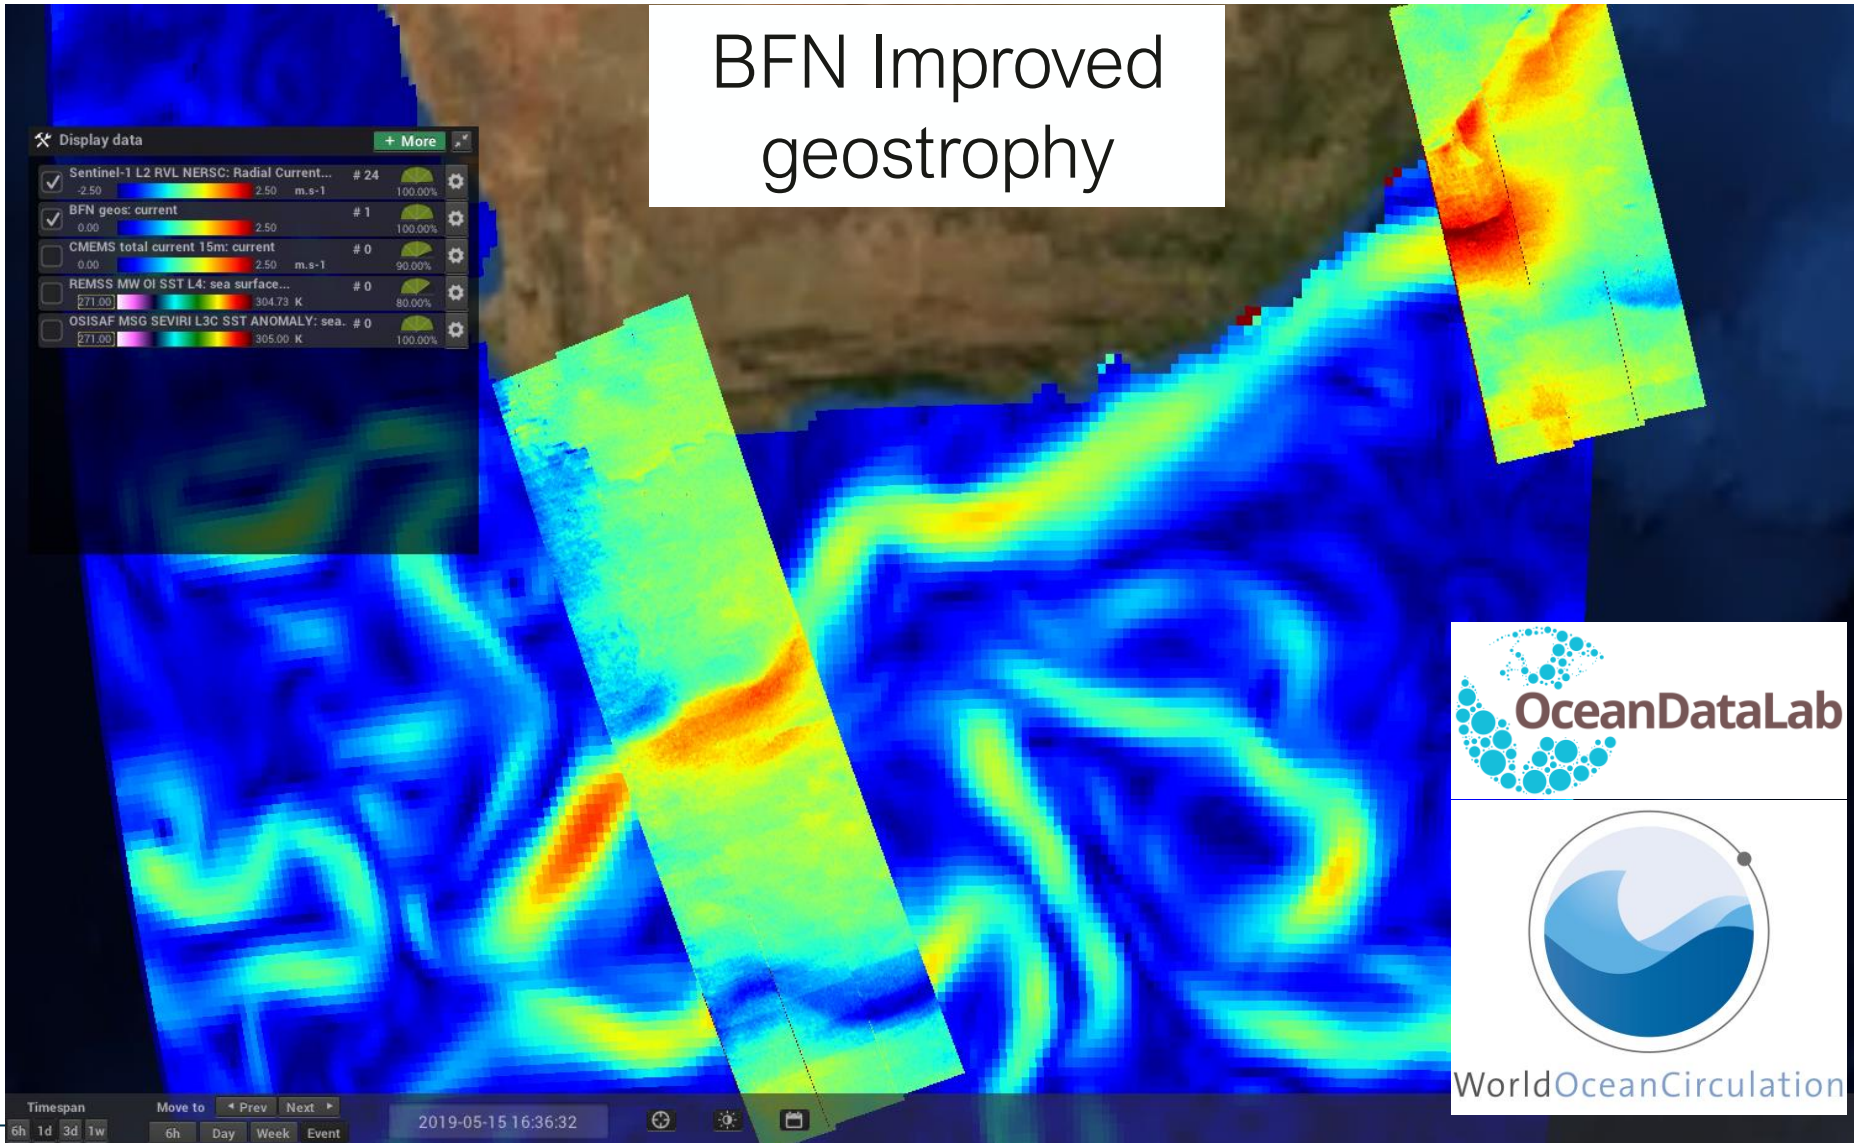 BFN Improved
geostrophy
Display data
+ More
Sentinel-1 L2 RVL NERSC: Radial Current... # 24
-2.50 2.50 m.s-1 100.00%
BFN geos: current # 1
0.00 2.50 100.00%
CMEMS total current 15m: current # 0
0.00 2.50 m.s-1 90.00%
REMSS MW OI SST L4: sea surface... # 0
271.00 304.73 K 80.00%
OSISAF MSG SEVIRI L3C SST ANOMALY: sea. # 0
271.00 305.00 K 100.00%
OceanDataLab
WorldOceanCirculation
Timespan
6h 1d 3d 1w
Move to Prev Next
6h Day Week Event
2019-05-15 16:36:32